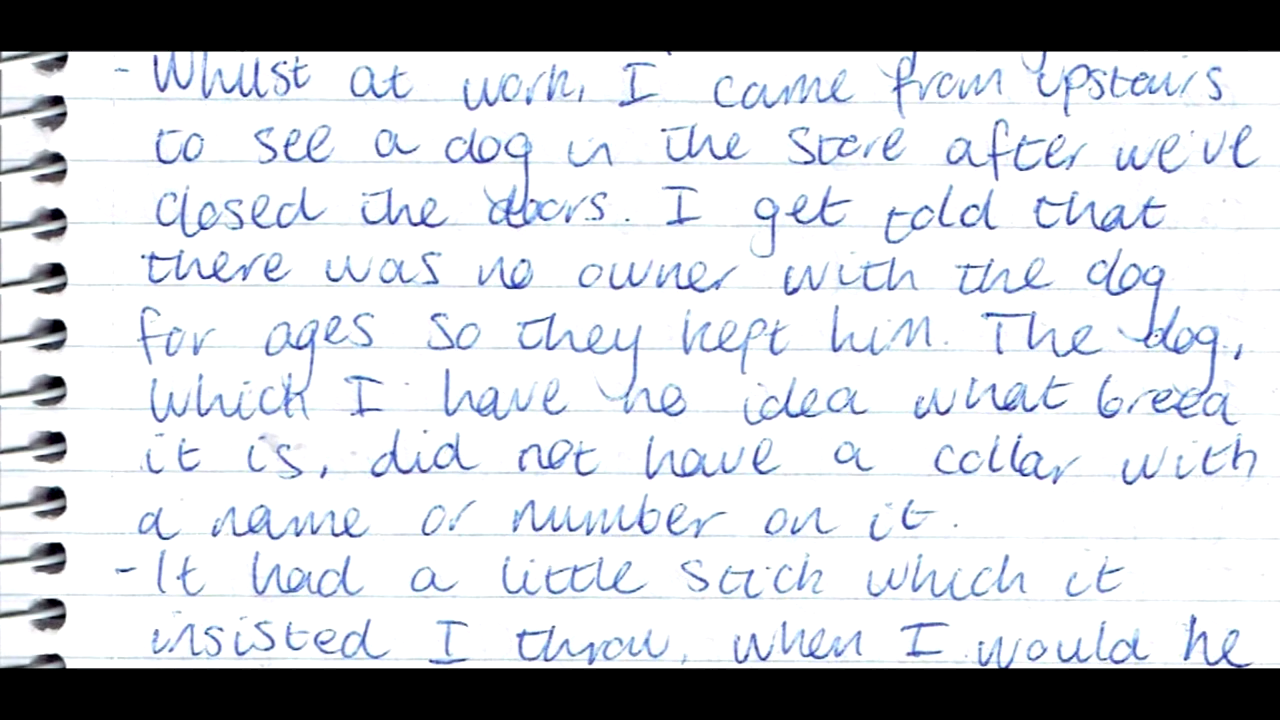 - Whilst at work, I came from upstairs
to see a dog in the store after we've
closed the doors. I get told that
there was no owner with the dog
for ages so they kept him. The dog,
which I have no idea what breed
it is, did not have a collar with
a name or number on it.
- It had a little stick which it
insisted I throw, when I would he